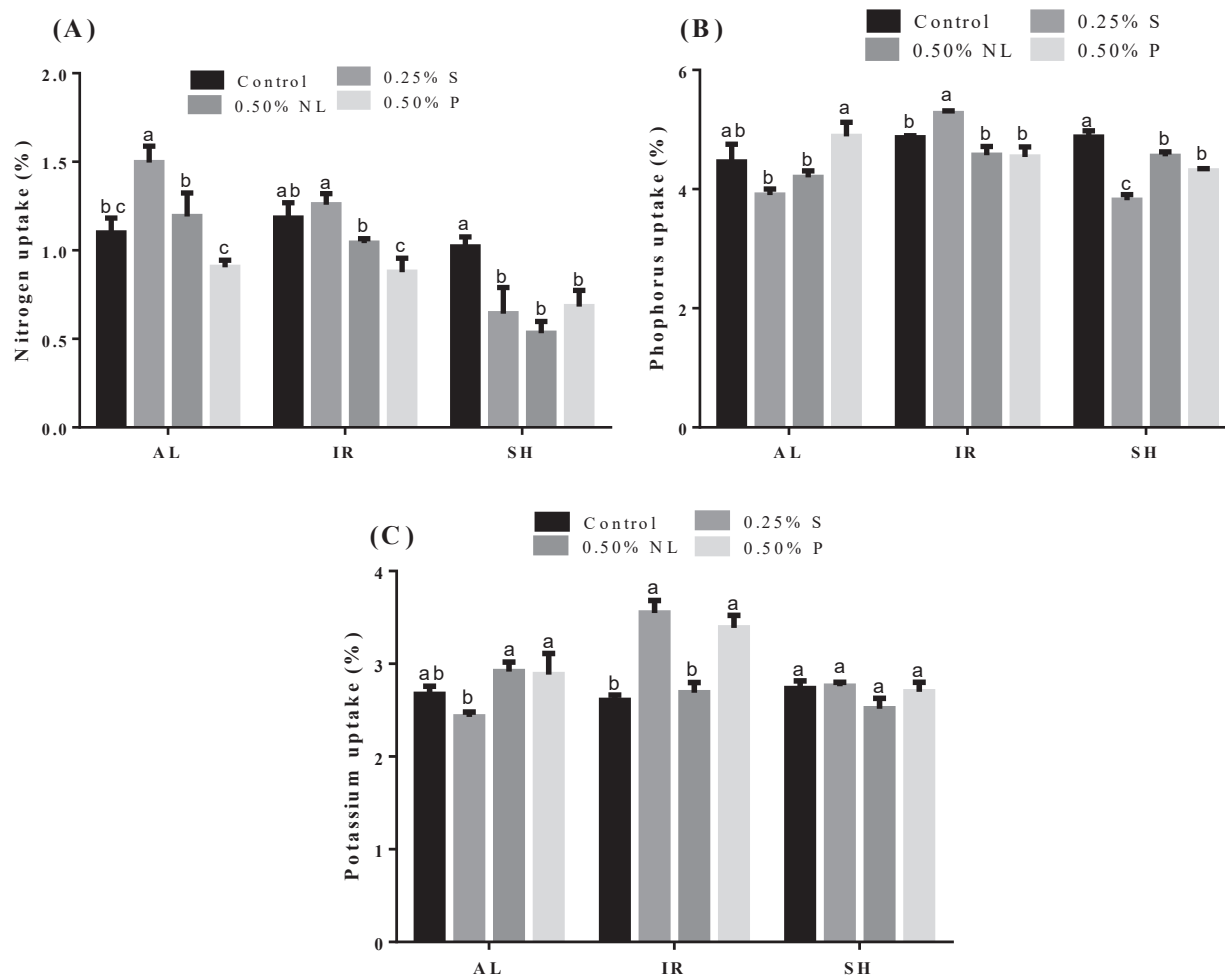 (A)
Control
0.25% S
0.50% NL
0.50% P
Nitrogen uptake (%)
2.0
1.5
1.0
0.5
0.0
bc
a
b
c
ab
a
b
c
a
b
b
b
AL
IR
SH
(B)
Control
0.25% S
0.50% NL
0.50% P
Phophorus uptake (%)
6
4
2
0
ab
b
b
a
b
a
b
b
a
c
b
b
AL
IR
SH
(C)
Control
0.25% S
0.50% NL
0.50% P
Potassium uptake (%)
4
3
2
1
0
ab
b
a
a
b
a
b
a
a
a
a
a
AL
IR
SH